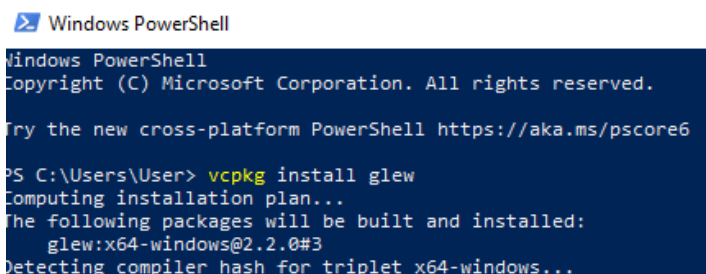 Windows PowerShell
Windows PowerShell
Copyright (C) Microsoft Corporation. All rights reserved.
Try the new cross-platform PowerShell https://aka.ms/pscore6
PS C:\Users\User> vcpkg install glew
Computing installation plan...
The following packages will be built and installed:
glew:x64-windows@2.2.0#3
Detecting compiler hash for triplet x64-windows...